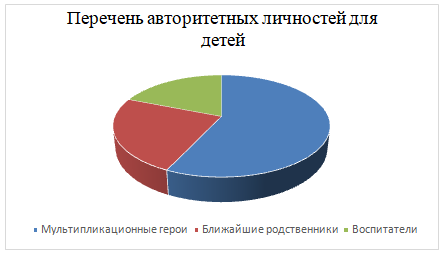 Перечень авторитетных личностей для
детей
Мультипликационные герои Ближайшие родственники Воспитатели